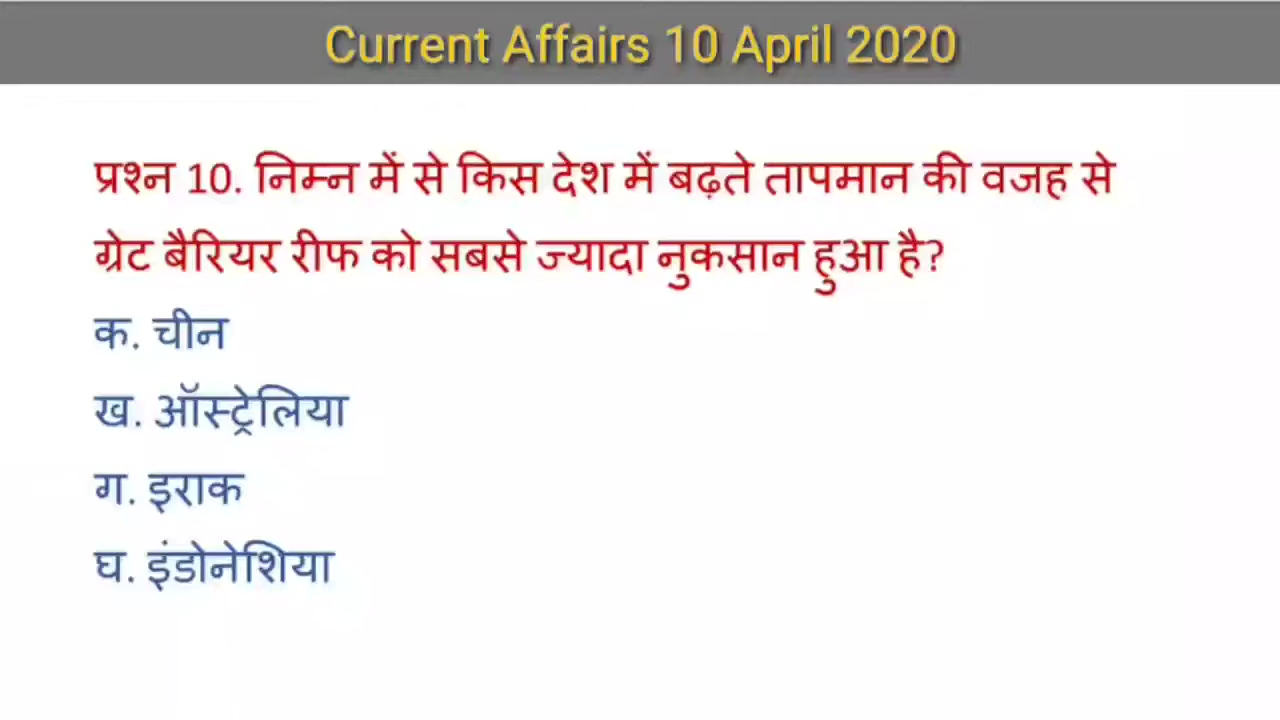 Current Affairs 10 April 2020
प्रश्न 10. निम्न में से किस देश में बढ़ते तापमान की वजह से
ग्रेट बैरियर रीफ को सबसे ज्यादा नुकसान हुआ है?
क. चीन
ख. ऑस्ट्रेलिया
ग. इराक
घ. इंडोनेशिया